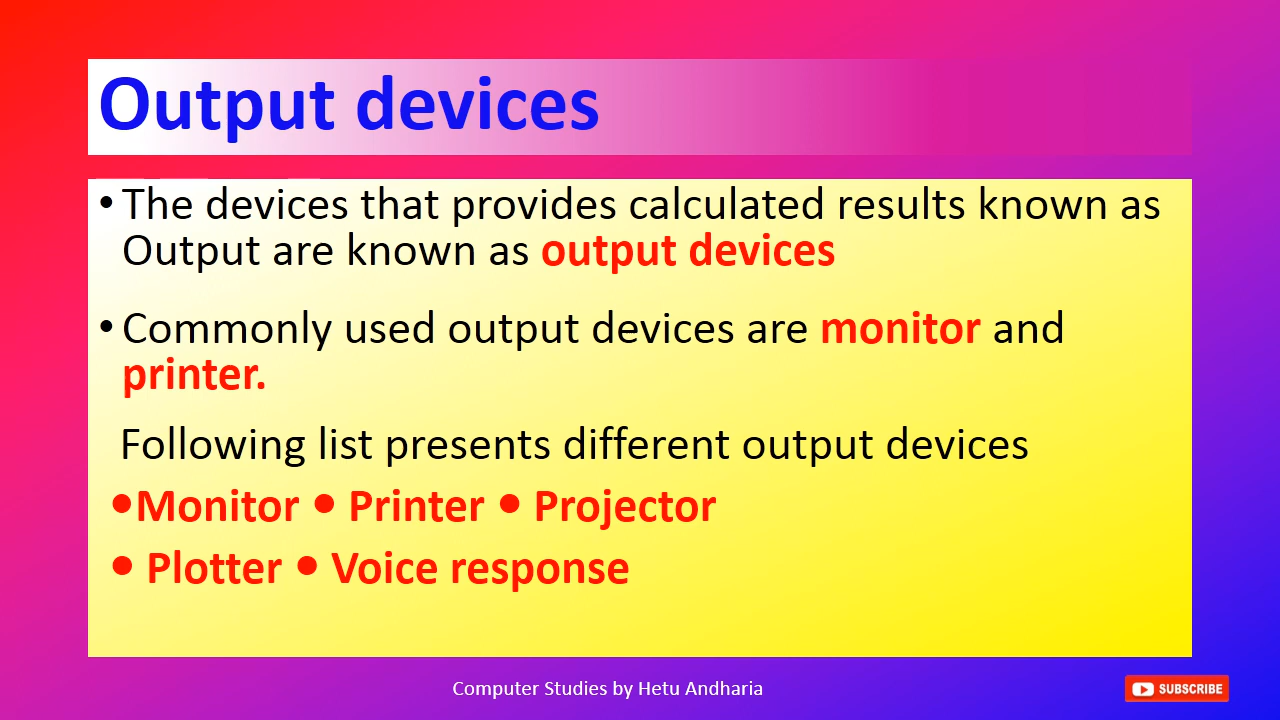 Output devices
• The devices that provides calculated results known as
Output are known as output devices
• Commonly used output devices are monitor and
printer.
Following list presents different output devices
•Monitor • Printer • Projector
• Plotter • Voice response
Computer Studies by Hetu Andharia
SUBSCRIBE